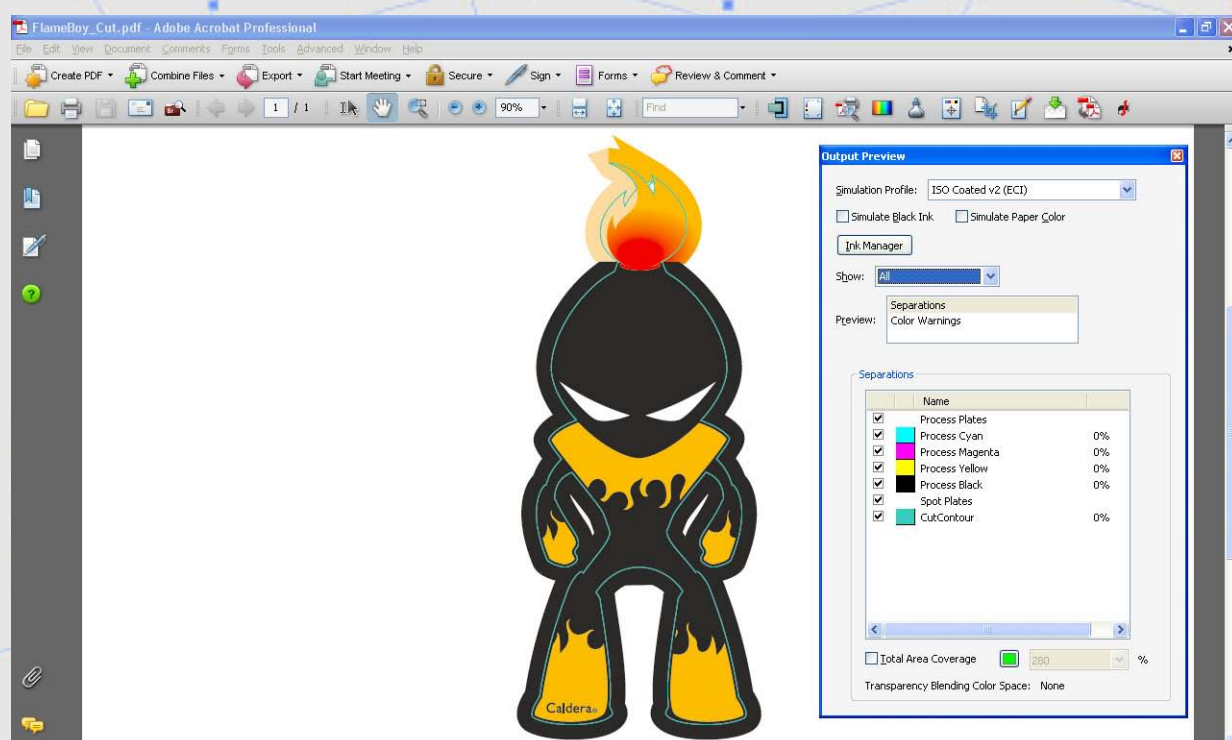 FlameBoy_Cut.pdf - Adobe Acrobat Professional
File Edit View Document Comments Forms Tools Advanced Window Help
Create PDF Combine Files Export Start Meeting Secure Sign Forms Review & Comment
1 / 1 90% Find
Output Preview
Simulation Profile: ISO Coated v2 (ECI)
Simulate Black Ink Simulate Paper Color
Ink Manager
Show: All
Preview: Separations
Color Warnings
Separations
Name
Process Plates
Process Cyan 0%
Process Magenta 0%
Process Yellow 0%
Process Black 0%
Spot Plates
CutContour 0%
Total Area Coverage 280 %
Transparency Blending Color Space: None
Caldera